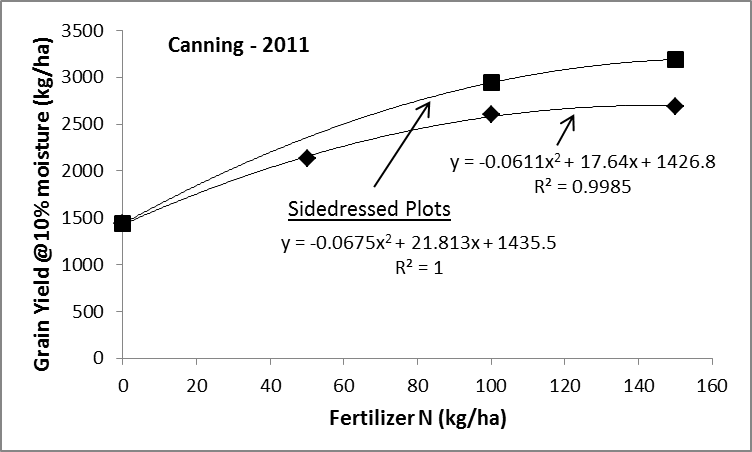 Canning - 2011
Grain Yield @10% moisture (kg/ha)
3500
3000
2500
2000
1500
1000
500
0
y = -0.0611x² + 17.64x + 1426.8
R² = 0.9985
Sidedressed Plots
y = -0.0675x² + 21.813x + 1435.5
R² = 1
0 20 40 60 80 100 120 140 160
Fertilizer N (kg/ha)